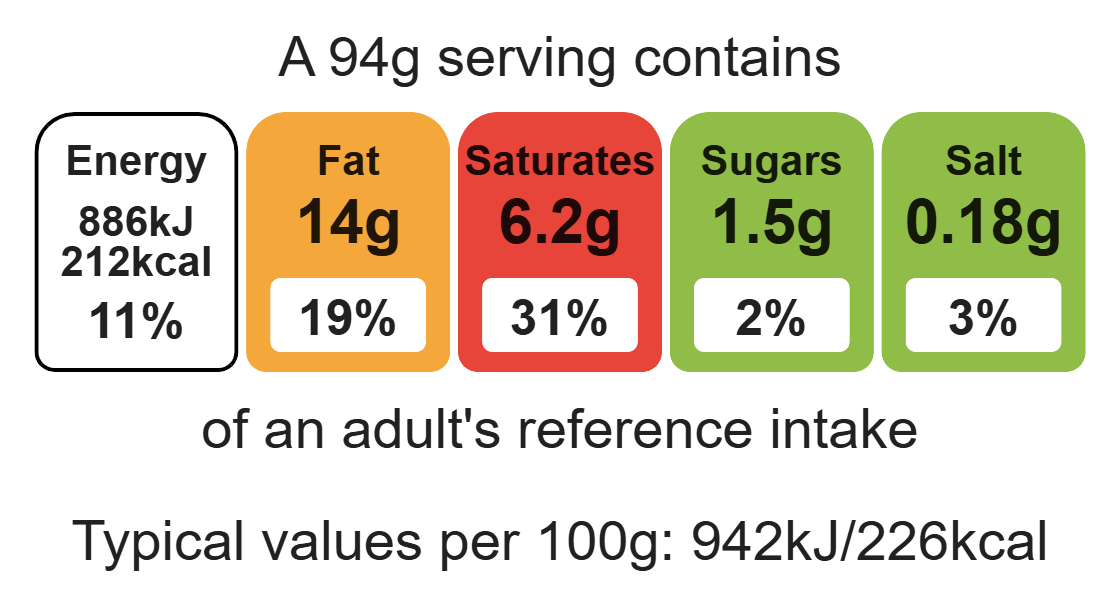 A 94g serving contains
Energy
886kJ
212kcal
11%
Fat
14g
19%
Saturates
6.2g
31%
Sugars
1.5g
2%
Salt
0.18g
3%
of an adult's reference intake
Typical values per 100g: 942kJ/226kcal